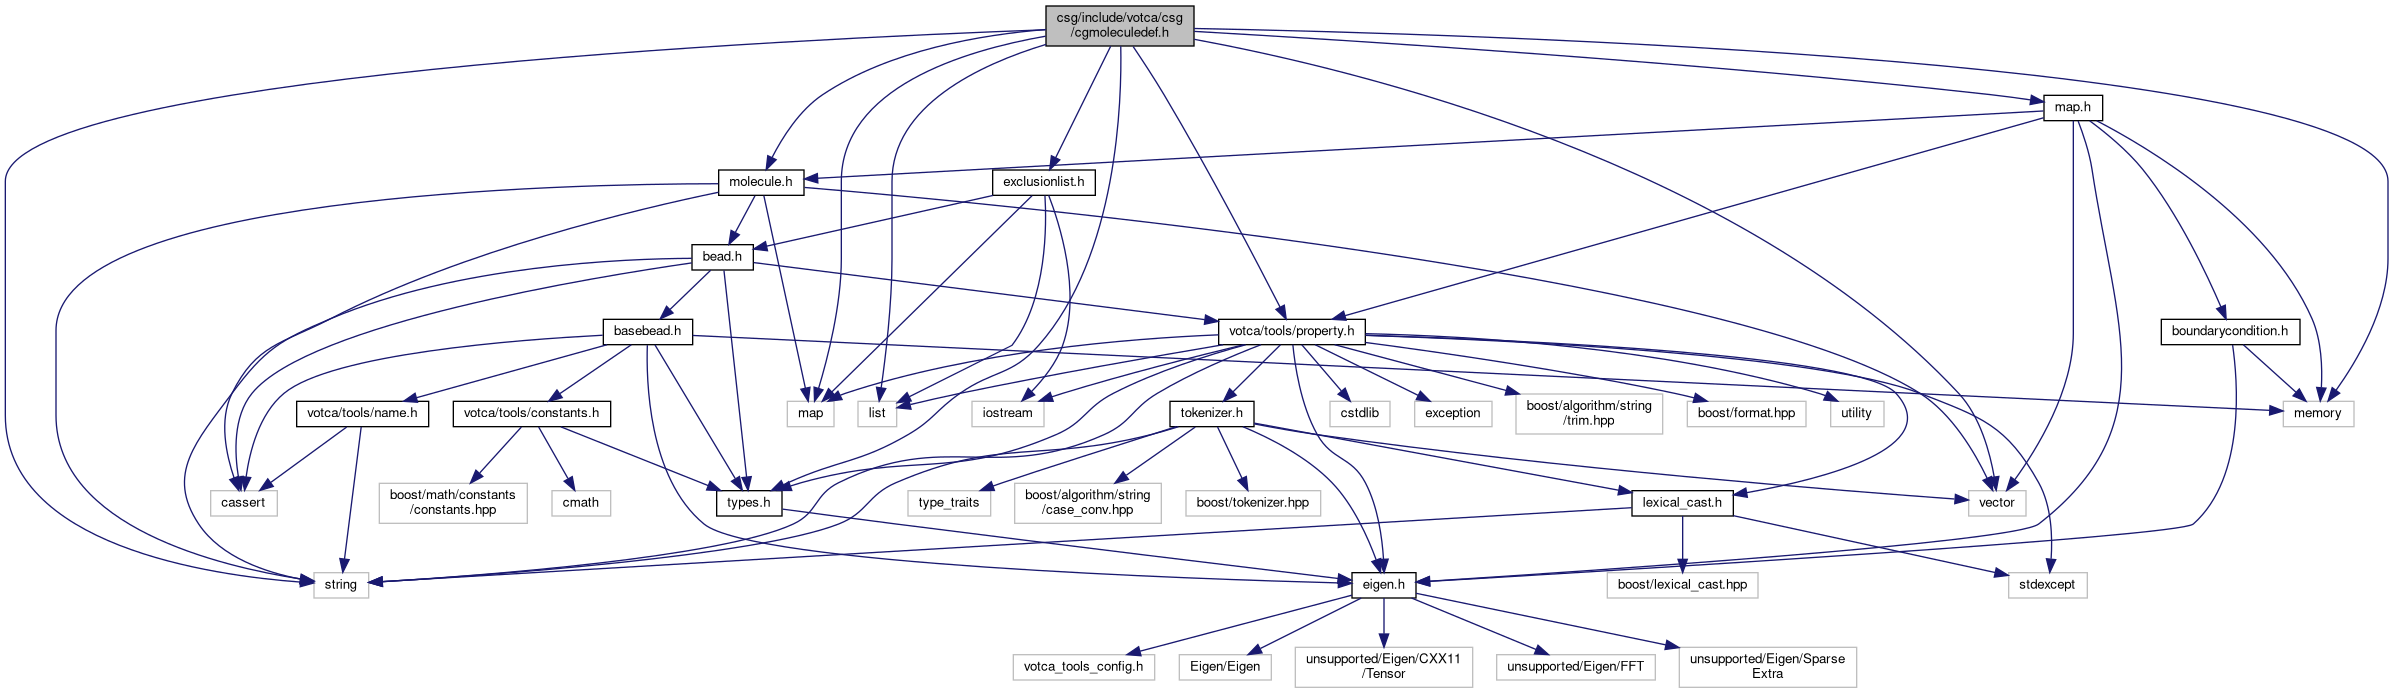 csg/include/votca/csg
/cgmoleculedef.h
map.h
molecule.h
exclusionlist.h
bead.h
basebead.h
votca/tools/property.h
boundarycondition.h
votca/tools/name.h
votca/tools/constants.h
map
list
iostream
tokenizer.h
cstdlib
exception
boost/algorithm/string
/trim.hpp
boost/format.hpp
utility
memory
cassert
boost/math/constants
/constants.hpp
cmath
types.h
type_traits
boost/algorithm/string
/case_conv.hpp
boost/tokenizer.hpp
lexical_cast.h
vector
string
eigen.h
boost/lexical_cast.hpp
stdexcept
votca_tools_config.h
Eigen/Eigen
unsupported/Eigen/CXX11
/Tensor
unsupported/Eigen/FFT
unsupported/Eigen/Sparse
Extra